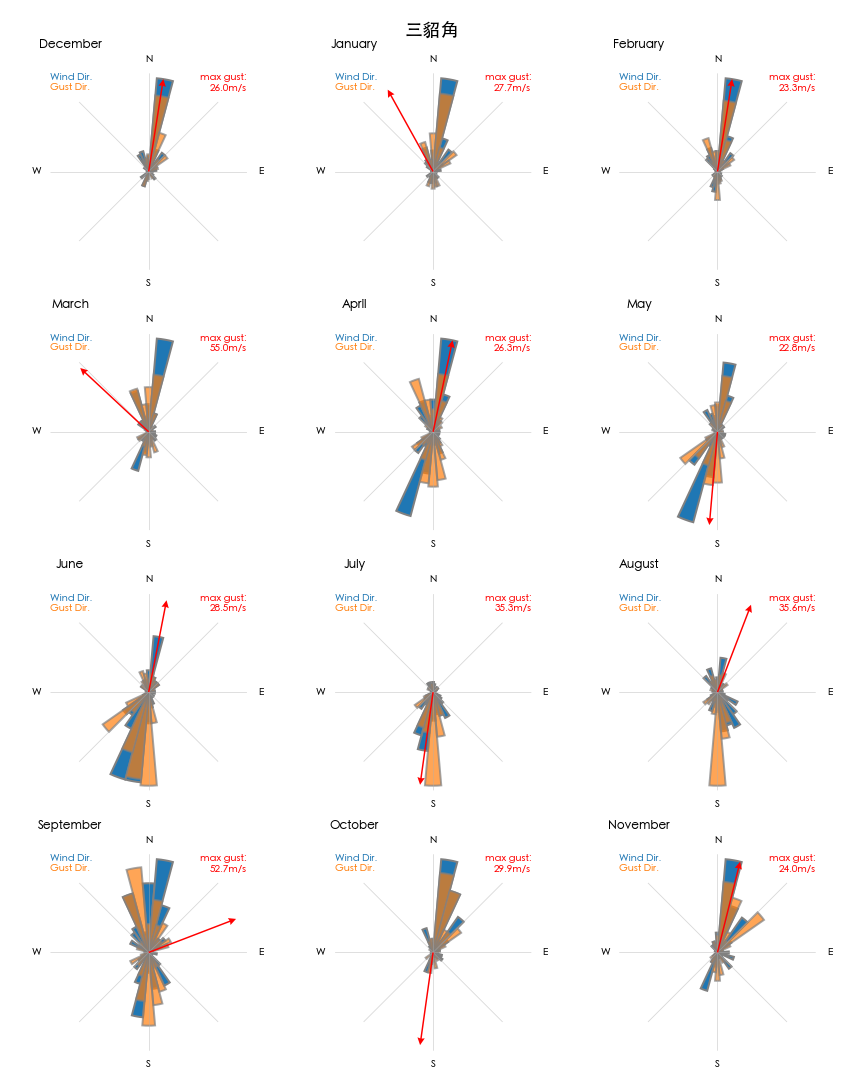 三貂角
December
N
Wind Dir.
Gust Dir.
max gust:
26.0m/s
W
E
S
January
N
Wind Dir.
Gust Dir.
max gust:
27.7m/s
W
E
S
February
N
Wind Dir.
Gust Dir.
max gust:
23.3m/s
W
E
S
March
N
Wind Dir.
Gust Dir.
max gust:
55.0m/s
W
E
S
April
N
Wind Dir.
Gust Dir.
max gust:
26.3m/s
W
E
S
May
N
Wind Dir.
Gust Dir.
max gust:
22.8m/s
W
E
S
June
N
Wind Dir.
Gust Dir.
max gust:
28.5m/s
W
E
S
July
N
Wind Dir.
Gust Dir.
max gust:
35.3m/s
W
E
S
August
N
Wind Dir.
Gust Dir.
max gust:
35.6m/s
W
E
S
September
N
Wind Dir.
Gust Dir.
max gust:
52.7m/s
W
E
S
October
N
Wind Dir.
Gust Dir.
max gust:
29.9m/s
W
E
S
November
N
Wind Dir.
Gust Dir.
max gust:
24.0m/s
W
E
S